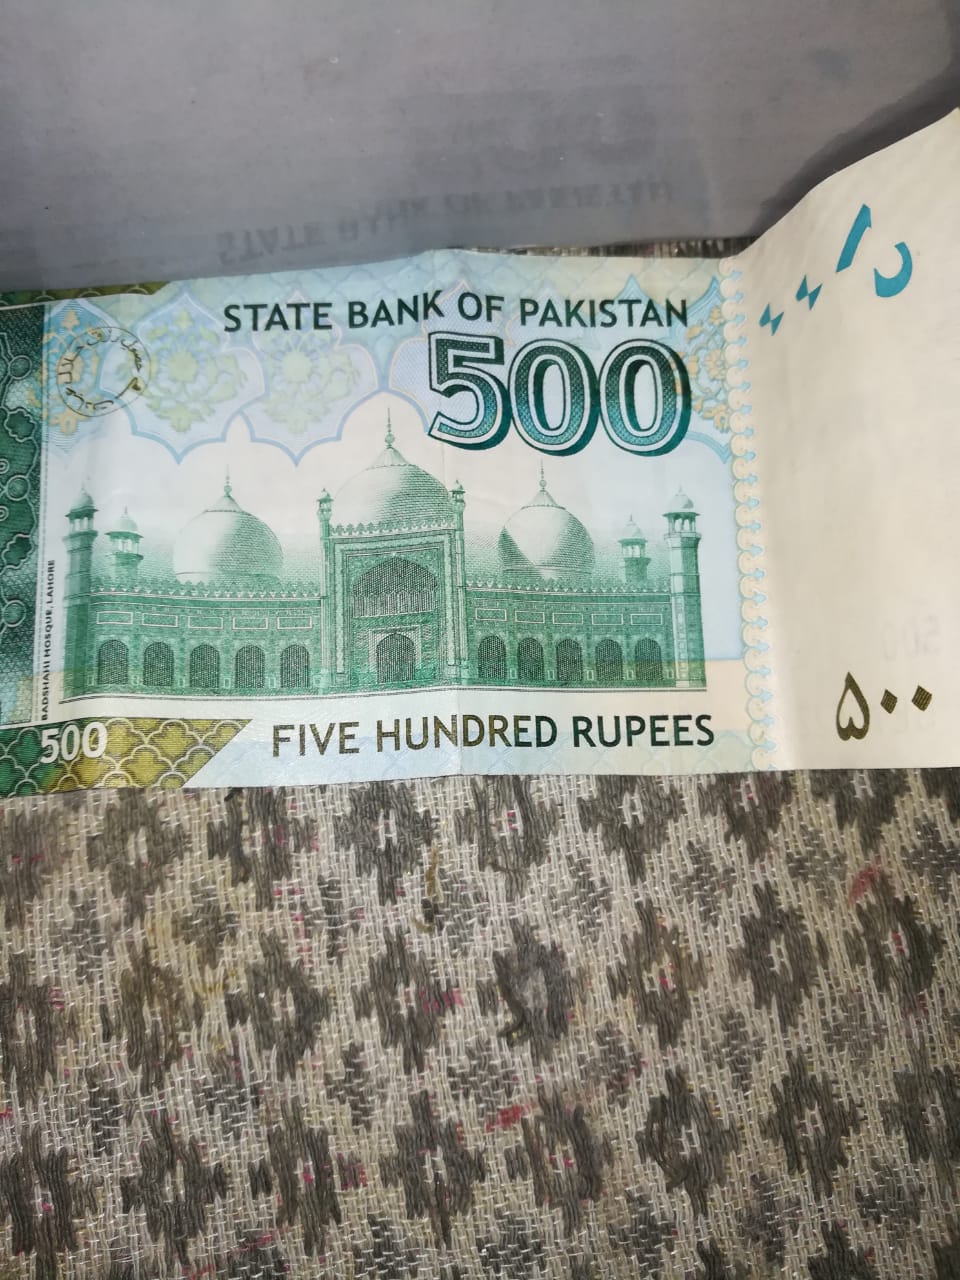 STATE BANK OF PAKISTAN
500
BADSHAHI MOSQUE, LAHORE
500
FIVE HUNDRED RUPEES
۵۰۰